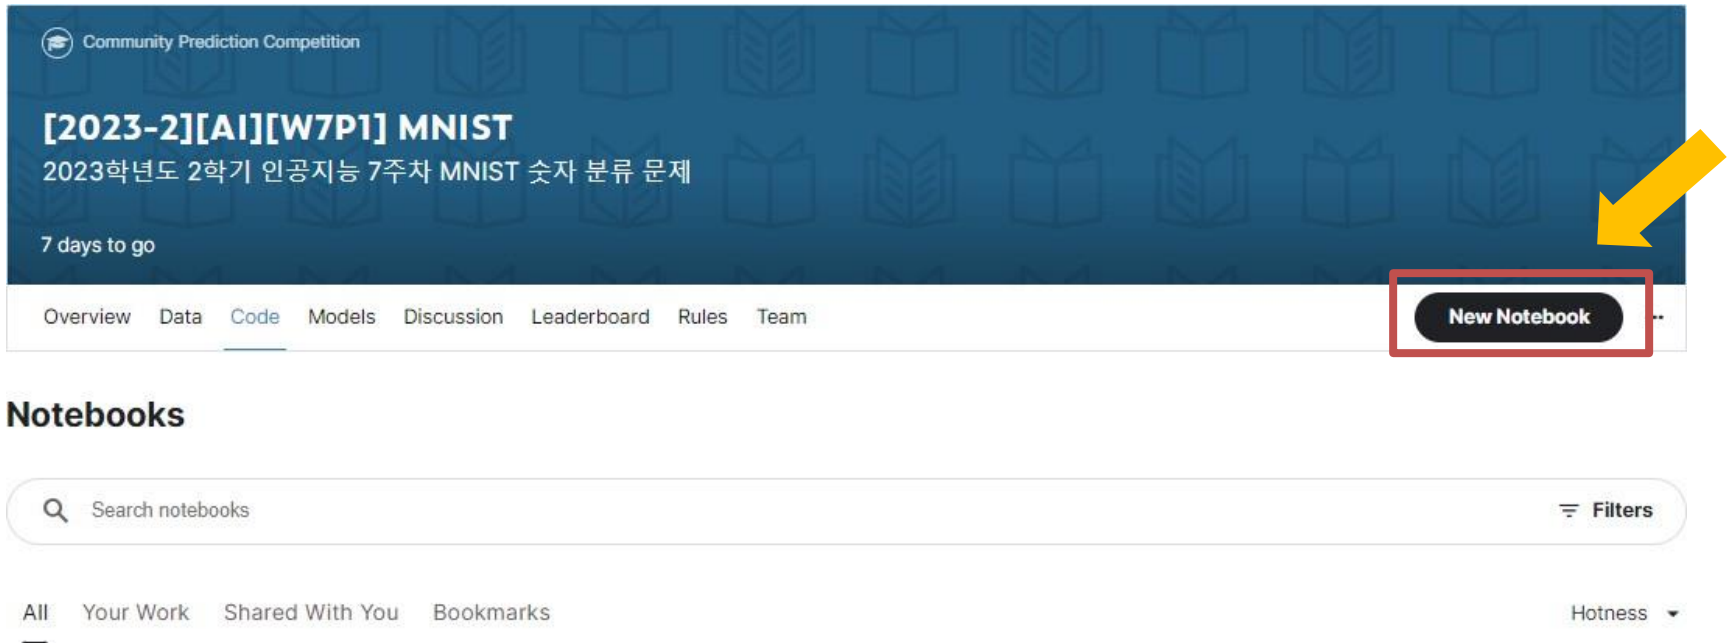 Community Prediction Competition
[2023-2][AI][W7P1] MNIST
2023학년도 2학기 인공지능 7주차 MNIST 숫자 분류 문제
7 days to go
Overview Data Code Models Discussion Leaderboard Rules Team New Notebook
Notebooks
Search notebooks Filters
All Your Work Shared With You Bookmarks Hotness